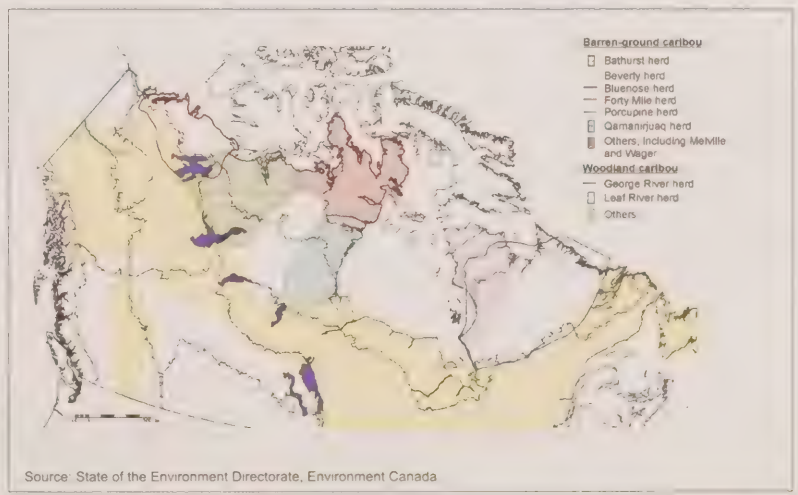 Barren-ground caribou
Bathurst herd
Beverly herd
Bluenose herd
Forty Mile herd
Porcupine herd
Qamanirjuaq herd
Others, including Melville
and Wager
Woodland caribou
George River herd
Leaf River herd
Others
Source: State of the Environment Directorate, Environment Canada